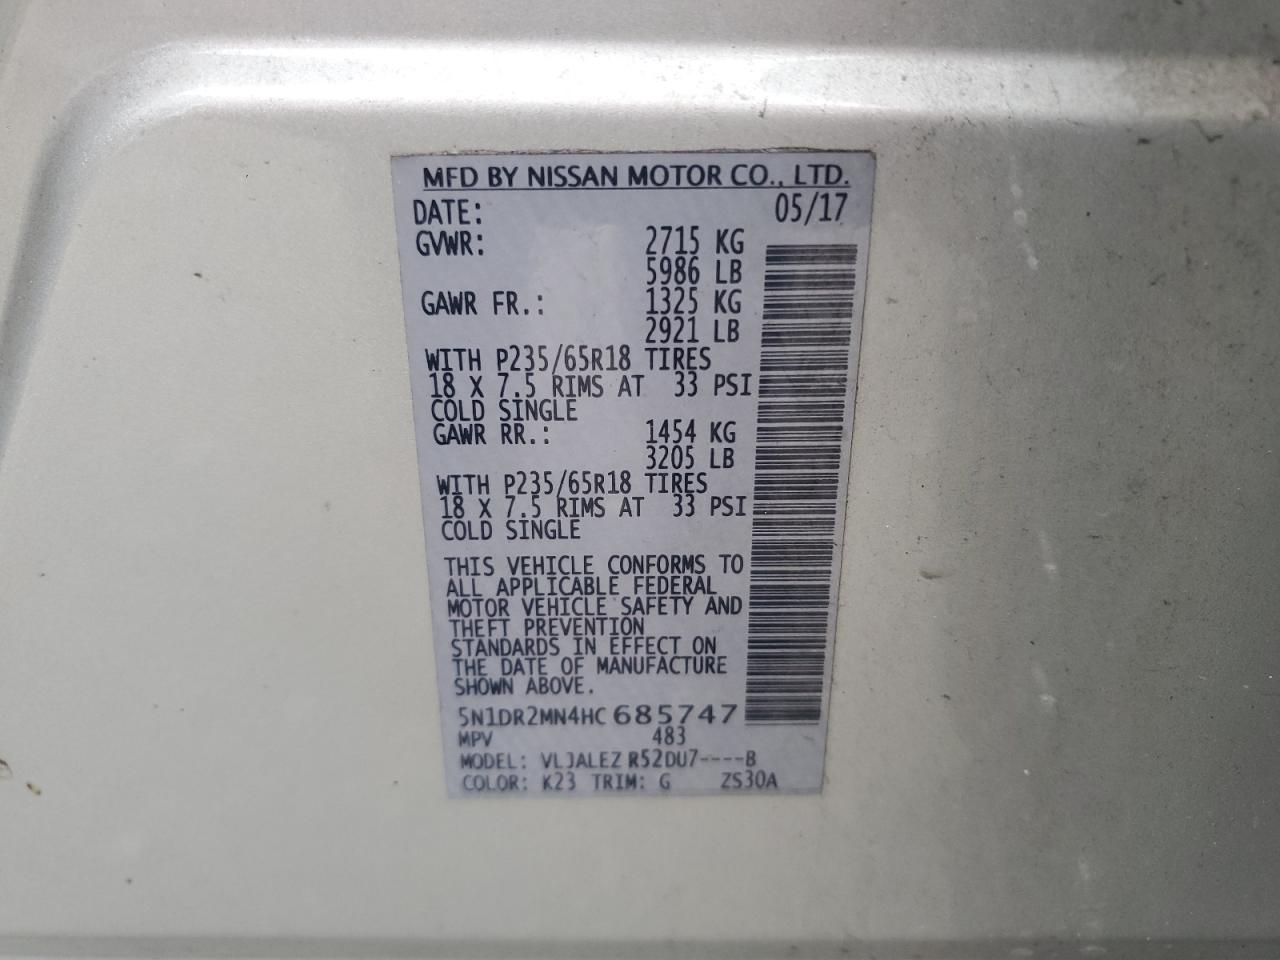 MFD BY NISSAN MOTOR CO., LTD.
DATE: 05/17
GVWR: 2715 KG
5986 LB
GAWR FR.: 1325 KG
2921 LB
WITH P235/65R18 TIRES
18 X 7.5 RIMS AT 33 PSI
COLD SINGLE
GAWR RR.: 1454 KG
3205 LB
WITH P235/65R18 TIRES
18 X 7.5 RIMS AT 33 PSI
COLD SINGLE
THIS VEHICLE CONFORMS TO
ALL APPLICABLE FEDERAL
MOTOR VEHICLE SAFETY AND
THEFT PREVENTION
STANDARDS IN EFFECT ON
THE DATE OF MANUFACTURE
SHOWN ABOVE.
5N1DR2MN4HC685747
MPV 483
MODEL: VLJALEZ R52DU7----B
COLOR: K23 TRIM: G ZS30A